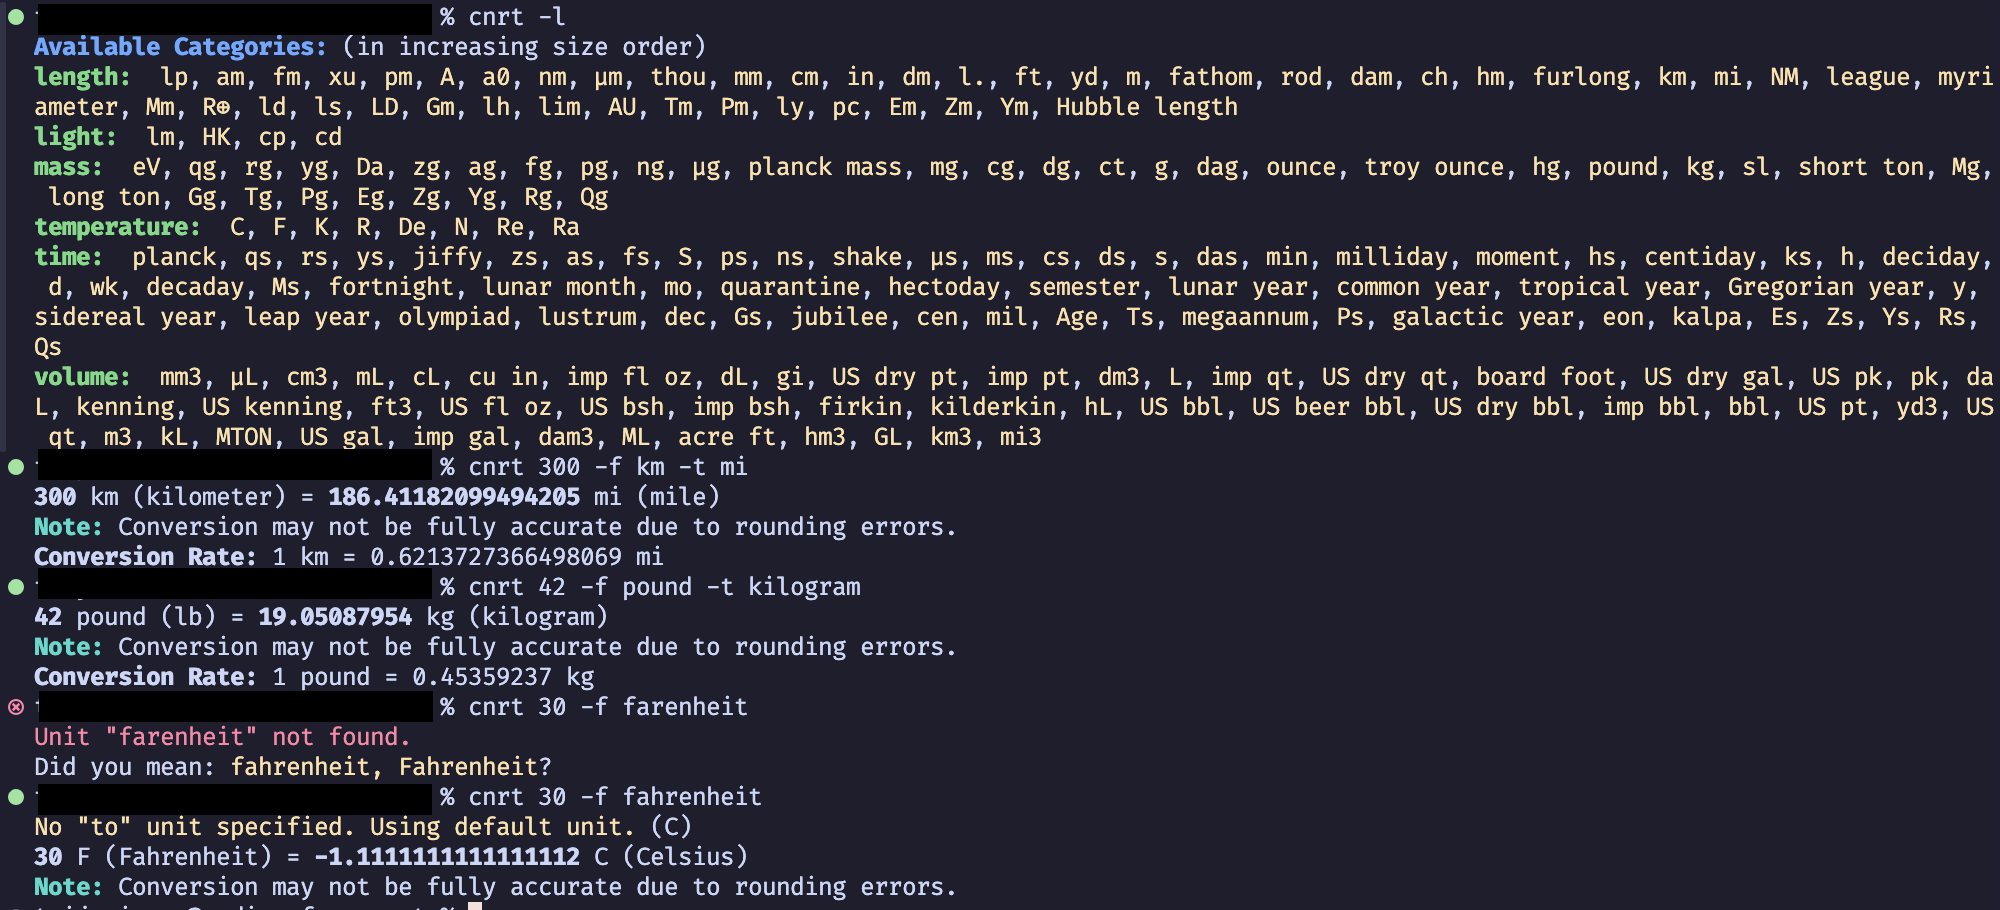 % cnrt -l
Available Categories: (in increasing size order)
length:  lp, am, fm, xu, pm, A, a0, nm, µm, thou, mm, cm, in, dm, l., ft, yd, m, fathom, rod, dam, ch, hm, furlong, km, mi, NM, league, myri
ameter, Mm, R⊕, ld, ls, LD, Gm, lh, lim, AU, Tm, Pm, ly, pc, Em, Zm, Ym, Hubble length
light:  lm, HK, cp, cd
mass:  eV, qg, rg, yg, Da, zg, ag, fg, pg, ng, µg, planck mass, mg, cg, dg, ct, g, dag, ounce, troy ounce, hg, pound, kg, sl, short ton, Mg,
long ton, Gg, Tg, Pg, Eg, Zg, Yg, Rg, Qg
temperature:  C, F, K, R, De, N, Re, Ra
time:  planck, qs, rs, ys, jiffy, zs, as, fs, S, ps, ns, shake, µs, ms, cs, ds, s, das, min, milliday, moment, hs, centiday, ks, h, deciday,
d, wk, decaday, Ms, fortnight, lunar month, mo, quarantine, hectoday, semester, lunar year, common year, tropical year, Gregorian year, y,
sidereal year, leap year, olympiad, lustrum, dec, Gs, jubilee, cen, mil, Age, Ts, megaannum, Ps, galactic year, eon, kalpa, Es, Zs, Ys, Rs,
Qs
volume:  mm3, µL, cm3, mL, cL, cu in, imp fl oz, dL, gi, US dry pt, imp pt, dm3, L, imp qt, US dry qt, board foot, US dry gal, US pk, pk, da
L, kenning, US kenning, ft3, US fl oz, US bsh, imp bsh, firkin, kilderkin, hL, US bbl, US beer bbl, US dry bbl, imp bbl, bbl, US pt, yd3, US
qt, m3, kL, MTON, US gal, imp gal, dam3, ML, acre ft, hm3, GL, km3, mi3
% cnrt 300 -f km -t mi
300 km (kilometer) = 186.41182099494205 mi (mile)
Note: Conversion may not be fully accurate due to rounding errors.
Conversion Rate: 1 km = 0.6213727366498069 mi
% cnrt 42 -f pound -t kilogram
42 pound (lb) = 19.05087954 kg (kilogram)
Note: Conversion may not be fully accurate due to rounding errors.
Conversion Rate: 1 pound = 0.45359237 kg
% cnrt 30 -f farenheit
Unit "farenheit" not found.
Did you mean: fahrenheit, Fahrenheit?
% cnrt 30 -f fahrenheit
No "to" unit specified. Using default unit. (C)
30 F (Fahrenheit) = -1.1111111111111112 C (Celsius)
Note: Conversion may not be fully accurate due to rounding errors.
%